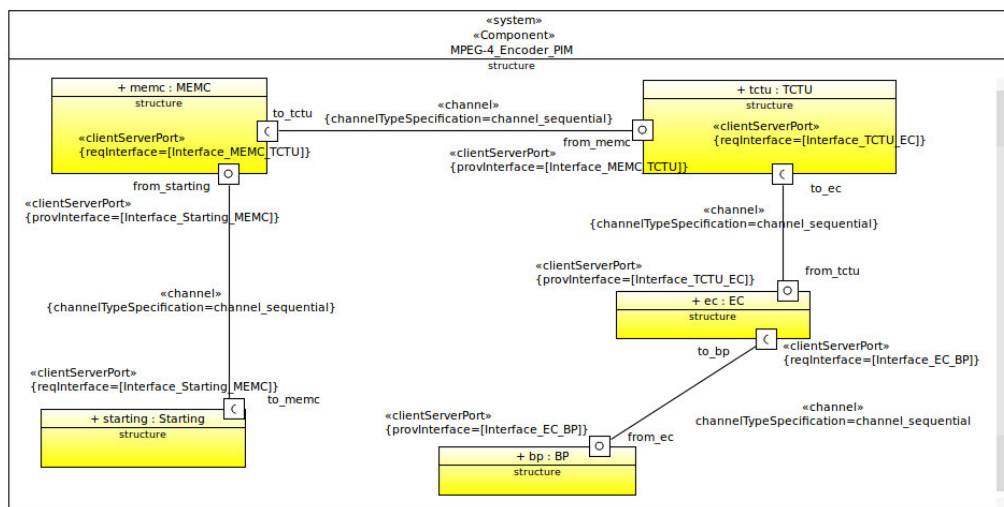 «system»
«Component»
MPEG-4_Encoder_PIM
structure
+ memc : MEMC
structure
«clientServerPort»
{reqInterface=[Interface_MEMC_TCTU]}
to_tctu
«channel»
{channelTypeSpecification=channel_sequential}
from_memc
«clientServerPort»
{provInterface=[Interface_MEMC_TCTU]}
+ tctu : TCTU
structure
«clientServerPort»
{reqInterface=[Interface_TCTU_EC]}
to_ec
from_starting
«clientServerPort»
{provInterface=[Interface_Starting_MEMC]}
«channel»
{channelTypeSpecification=channel_sequential}
«channel»
{channelTypeSpecification=channel_sequential}
«clientServerPort»
{provInterface=[Interface_TCTU_EC]}
from_tctu
+ ec : EC
structure
to_bp
«clientServerPort»
{reqInterface=[Interface_EC_BP]}
«clientServerPort»
{reqInterface=[Interface_Starting_MEMC]}
to_memc
+ starting : Starting
structure
«channel»
channelTypeSpecification=channel_sequential
«clientServerPort»
{provInterface=[Interface_EC_BP]}
from_ec
+ bp : BP
structure